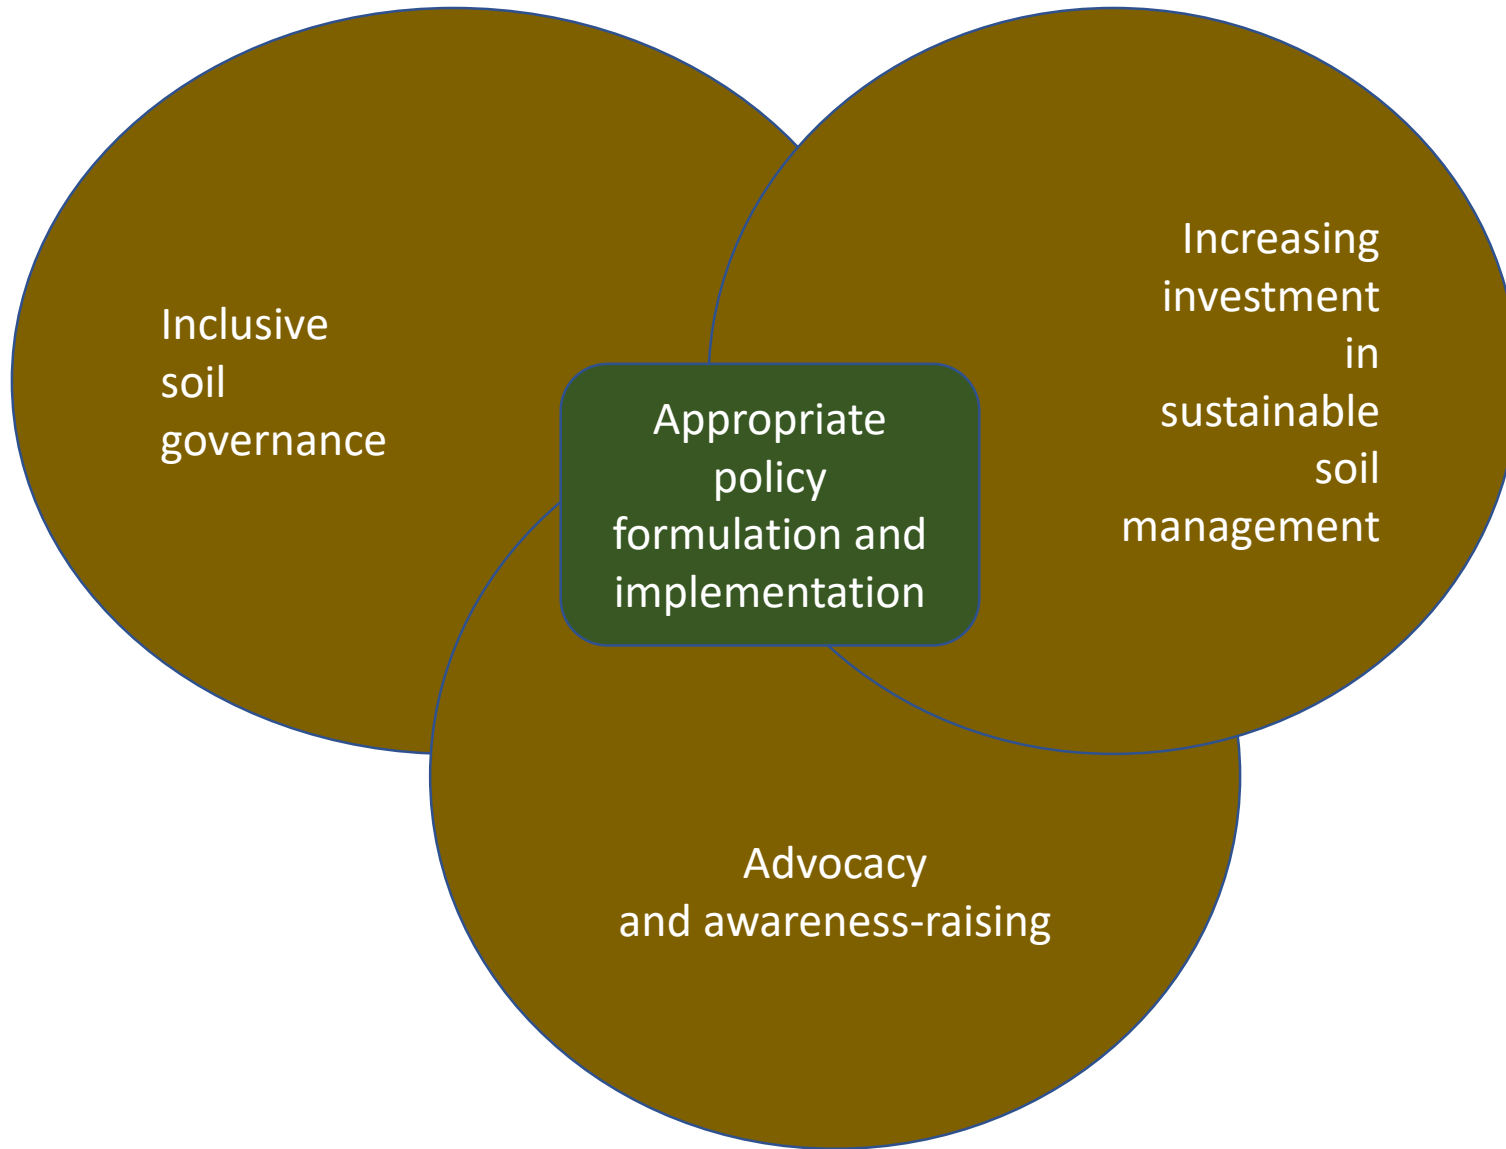 Inclusive
soil
governance
Increasing
investment
in
sustainable
soil
management
Appropriate
policy
formulation and
implementation
Advocacy
and awareness-raising